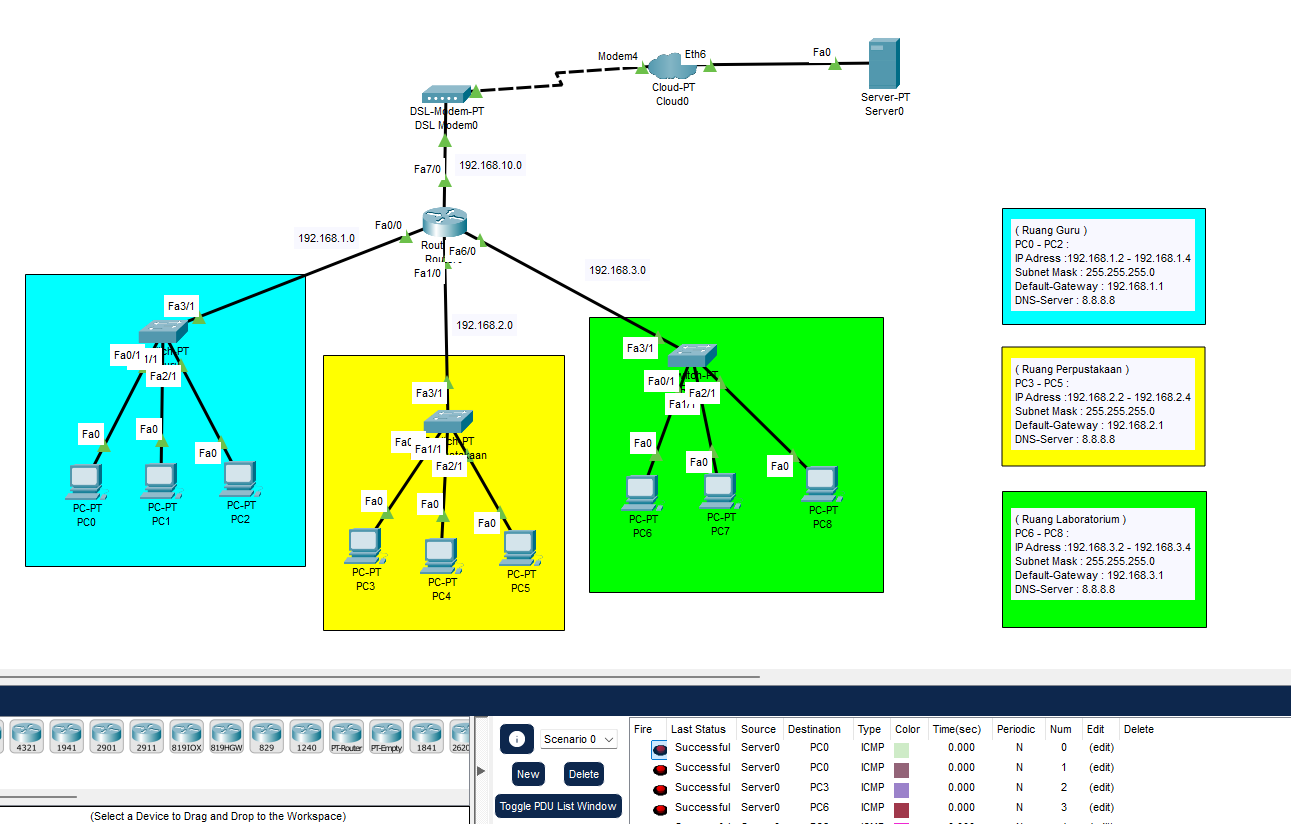 Modem4
Eth6
Fa0
Cloud-PT
Cloud0
Server-PT
Server0
DSL-Modem-PT
DSL Modem0
Fa7/0
192.168.10.0
Fa0/0
192.168.1.0
Fa6/0
Fa1/0
192.168.3.0
192.168.2.0
Fa3/1
Fa0/1
1/1
Fa2/1
Fa0
Fa0
Fa0
PC-PT
PC0
PC-PT
PC1
PC-PT
PC2
Fa3/1
Fa1/1
Fa2/1
Fa0
Fa0
Fa0
PC-PT
PC3
PC-PT
PC4
PC-PT
PC5
Fa3/1
Fa0/1
Fa2/1
Fa0
Fa0
Fa0
PC-PT
PC6
PC-PT
PC7
PC-PT
PC8
( Ruang Guru )
PC0 - PC2 :
IP Adress :192.168.1.2 - 192.168.1.4
Subnet Mask : 255.255.255.0
Default-Gateway : 192.168.1.1
DNS-Server : 8.8.8.8
( Ruang Perpustakaan )
PC3 - PC5 :
IP Adress :192.168.2.2 - 192.168.2.4
Subnet Mask : 255.255.255.0
Default-Gateway : 192.168.2.1
DNS-Server : 8.8.8.8
( Ruang Laboratorium )
PC6 - PC8 :
IP Adress :192.168.3.2 - 192.168.3.4
Subnet Mask : 255.255.255.0
Default-Gateway : 192.168.3.1
DNS-Server : 8.8.8.8
4321 1941 2901 2911 819IOX 819HGW 829 1240 PT-Router PT-Empty 1841 2620
(Select a Device to Drag and Drop to the Workspace)
Scenario 0
New Delete
Toggle PDU List Window
Fire Last Status Source Destination Type Color Time(sec) Periodic Num Edit Delete
Successful Server0 PC0 ICMP 0.000 N 0 (edit)
Successful Server0 PC0 ICMP 0.000 N 1 (edit)
Successful Server0 PC3 ICMP 0.000 N 2 (edit)
Successful Server0 PC6 ICMP 0.000 N 3 (edit)